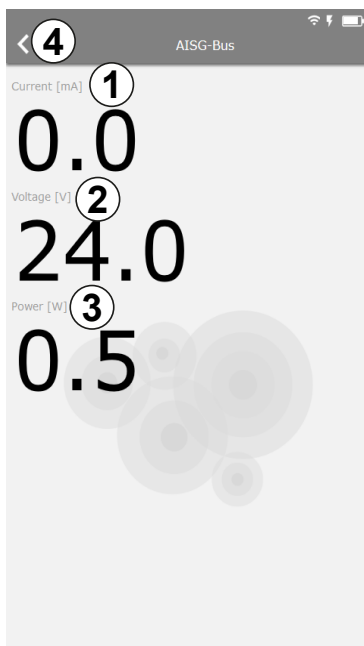 4
AISG-Bus
Current [mA] 1
0.0
Voltage [V] 2
24.0
Power [W] 3
0.5